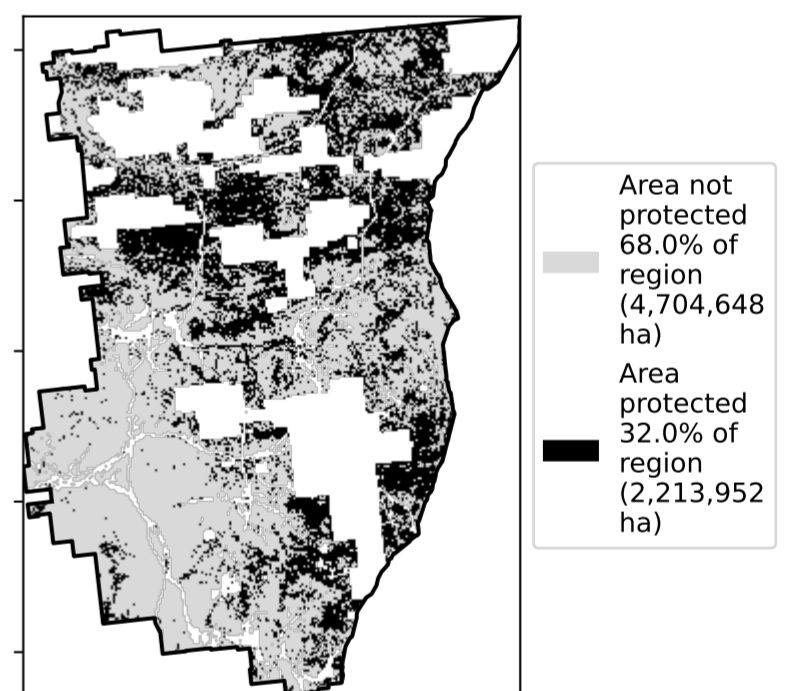 Area not
protected
68.0% of
region
(4,704,648
ha)
Area
protected
32.0% of
region
(2,213,952
ha)